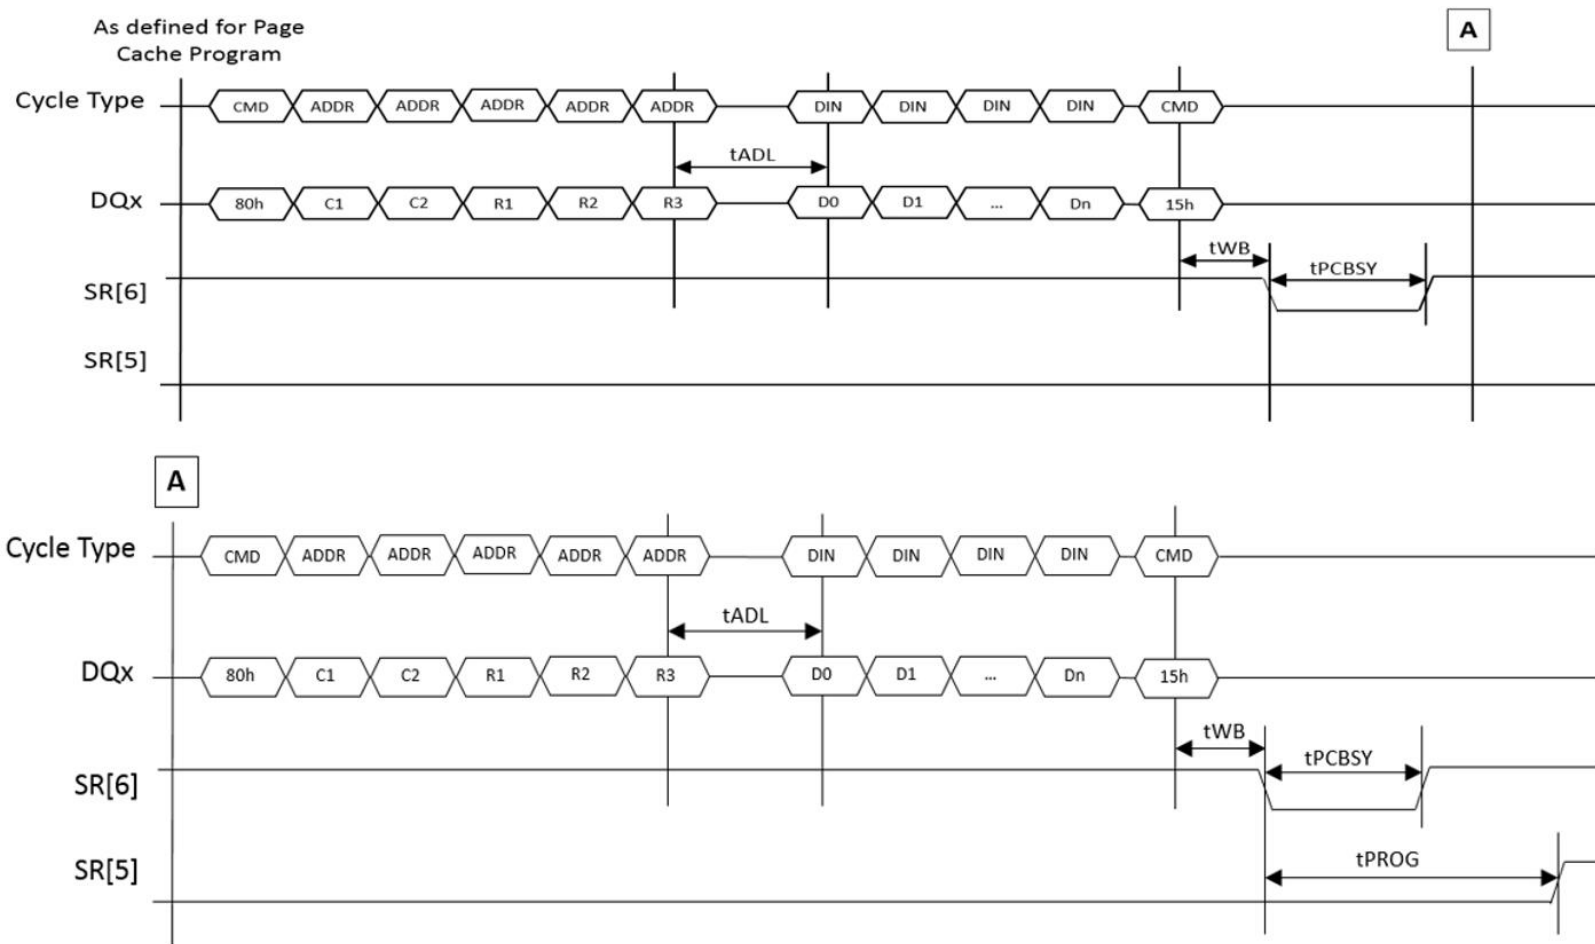 As defined for Page
Cache Program
A
Cycle Type CMD ADDR ADDR ADDR ADDR ADDR DIN DIN DIN DIN CMD
tADL
DQx 80h C1 C2 R1 R2 R3 D0 D1 ... Dn 15h
tWB
tPCBSY
SR[6]
SR[5]
A
Cycle Type CMD ADDR ADDR ADDR ADDR ADDR DIN DIN DIN DIN CMD
tADL
DQx 80h C1 C2 R1 R2 R3 D0 D1 ... Dn 15h
tWB
tPCBSY
SR[6]
tPROG
SR[5]